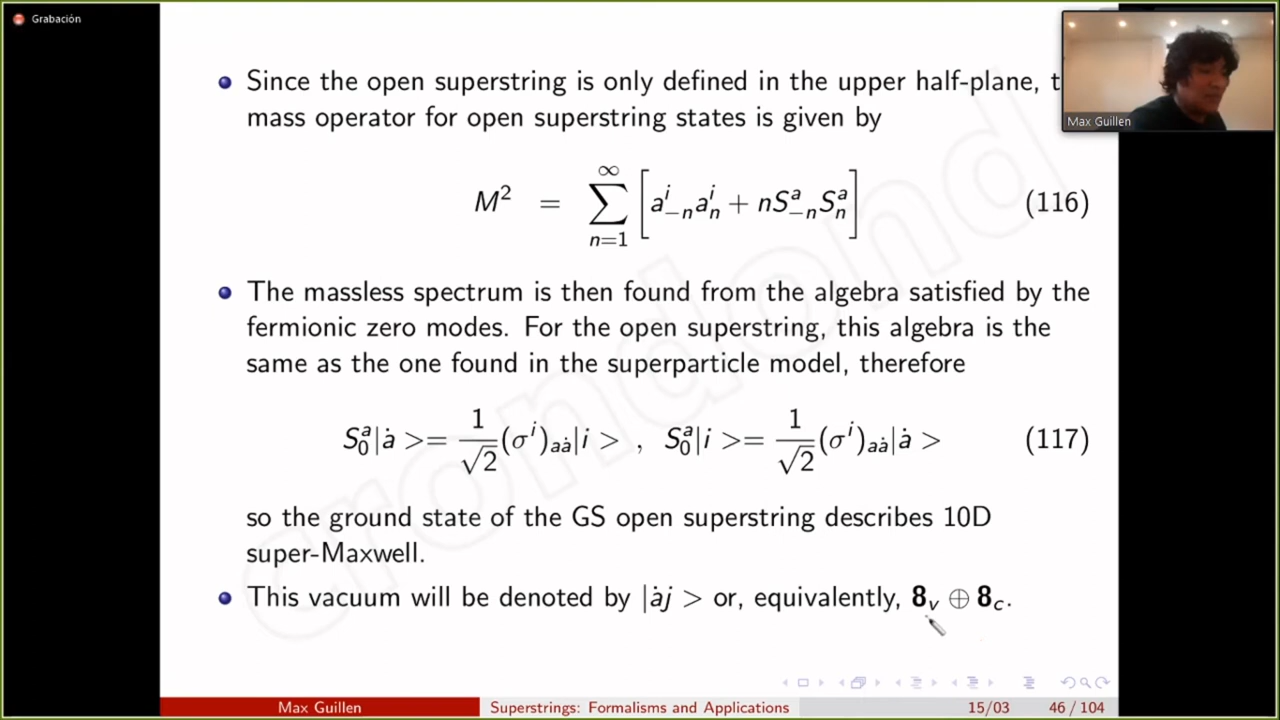 Grabación
Since the open superstring is only defined in the upper half-plane, t
mass operator for open superstring states is given by
M² = ∑_{n=1}^{∞} [a^i_{-n} a^i_n + nS^a_{-n} S^a_n] (116)
The massless spectrum is then found from the algebra satisfied by the
fermionic zero modes. For the open superstring, this algebra is the
same as the one found in the superparticle model, therefore
S^a_0|ȧ >= 1/√2 (σ^i)_{aȧ}|i > , S^a_0|i >= 1/√2 (σ^i)_{aȧ}|ȧ > (117)
so the ground state of the GS open superstring describes 10D
super-Maxwell.
This vacuum will be denoted by |ȧj > or, equivalently, 8_v ⊕ 8_c.
Max Guillen
Max Guillen Superstrings: Formalisms and Applications 15/03 46 / 104
crondond